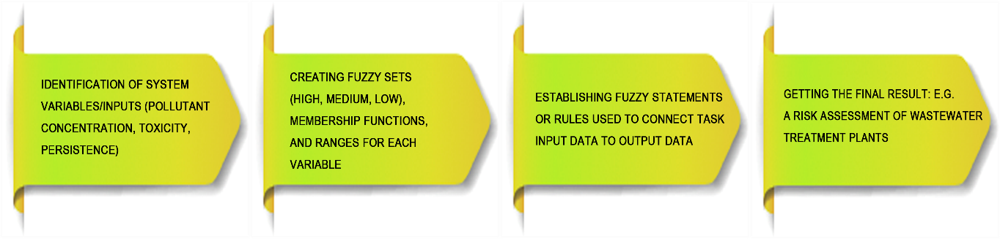 IDENTIFICATION OF SYSTEM
VARIABLES/INPUTS (POLLUTANT
CONCENTRATION, TOXICITY,
PERSISTENCE)
CREATING FUZZY SETS
(HIGH, MEDIUM, LOW),
MEMBERSHIP FUNCTIONS,
AND RANGES FOR EACH
VARIABLE
ESTABLISHING FUZZY STATEMENTS
OR RULES USED TO CONNECT TASK
INPUT DATA TO OUTPUT DATA
GETTING THE FINAL RESULT: E.G.
A RISK ASSESSMENT OF WASTEWATER
TREATMENT PLANTS